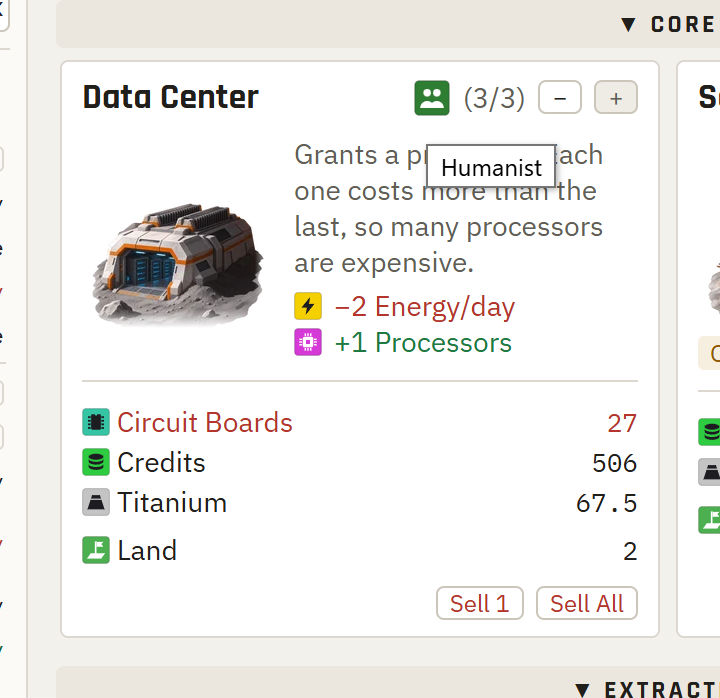 ▼ CORE
Data Center (3/3) − +
Grants a
Humanist
one costs more than the
last, so many processors
are expensive.
−2 Energy/day
+1 Processors
Circuit Boards 27
Credits 506
Titanium 67.5
Land 2
Sell 1 Sell All
▼ EXTRACT